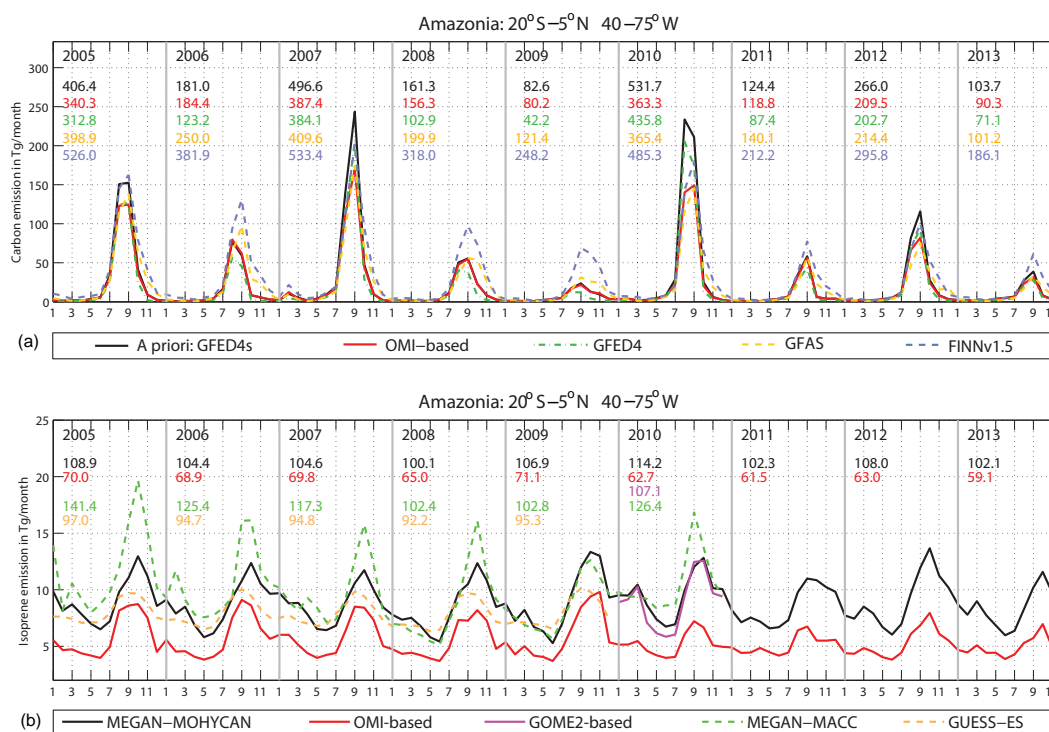 Amazonia: 20°S−5°N 40−75°W
2005 2006 2007 2008 2009 2010 2011 2012 2013
406.4 181.0 496.6 161.3 82.6 531.7 124.4 266.0 103.7
340.3 184.4 387.4 156.3 80.2 363.3 118.8 209.5 90.3
312.8 123.2 384.1 102.9 42.2 435.8 87.4 202.7 71.1
398.9 250.0 409.6 199.9 121.4 365.4 140.1 214.4 101.2
526.0 381.9 533.4 318.0 248.2 485.3 212.2 295.8 186.1
Carbon emission in Tg/month
300
250
200
150
100
50
0
1 3 5 7 9 11 1 3 5 7 9 11 1 3 5 7 9 11 1 3 5 7 9 11 1 3 5 7 9 11 1 3 5 7 9 11 1 3 5 7 9 11 1 3 5 7 9 11 1 3 5 7 9 1
(a)
A priori: GFED4s OMI−based GFED4 GFAS FINNv1.5
Amazonia: 20°S−5°N 40−75°W
2005 2006 2007 2008 2009 2010 2011 2012 2013
108.9 104.4 104.6 100.1 106.9 114.2 102.3 108.0 102.1
70.0 68.9 69.8 65.0 71.1 62.7 61.5 63.0 59.1
107.1
141.4 125.4 117.3 102.4 102.8 126.4
97.0 94.7 94.8 92.2 95.3
Isoprene emission in Tg/month
25
20
15
10
5
1 3 5 7 9 11 1 3 5 7 9 11 1 3 5 7 9 11 1 3 5 7 9 11 1 3 5 7 9 11 1 3 5 7 9 11 1 3 5 7 9 11 1 3 5 7 9 11 1 3 5 7 9 1
(b)
MEGAN−MOHYCAN OMI-based GOME2-based MEGAN−MACC GUESS−ES